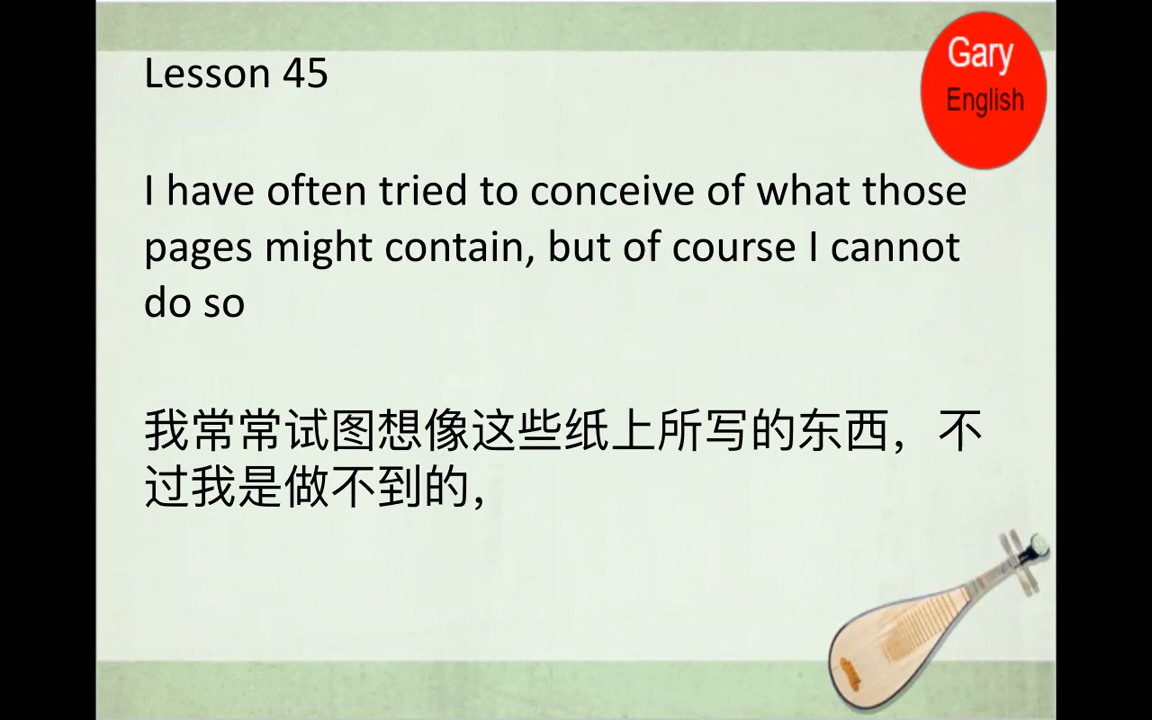 Lesson 45
Gary
English
I have often tried to conceive of what those
pages might contain, but of course I cannot
do so
我常常试图想像这些纸上所写的东西，不
过我是做不到的，